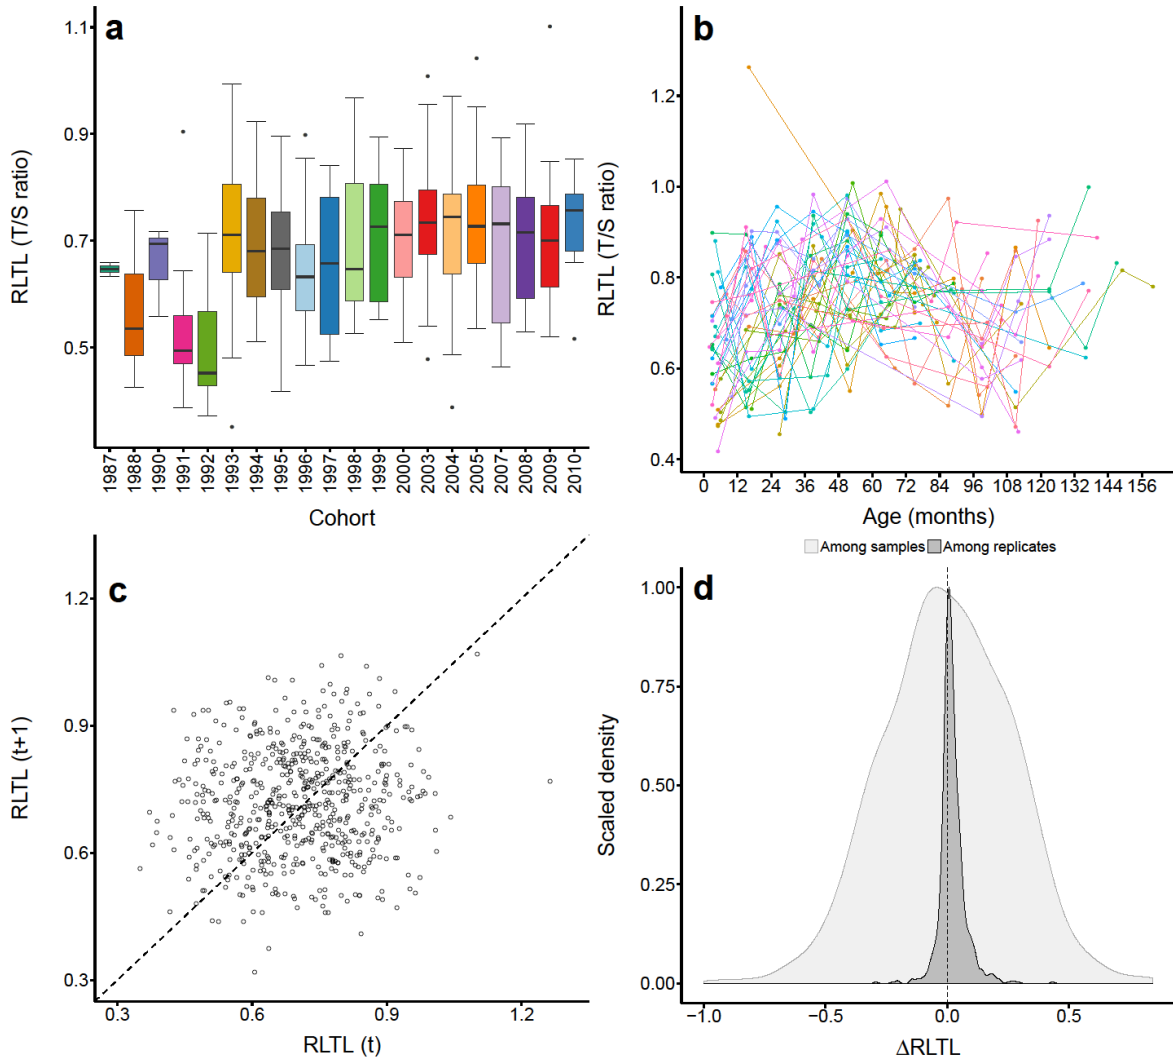 a
RLTL (T/S ratio)
1.1
0.9
0.7
0.5
1987 1988 1990 1991 1992 1993 1994 1995 1996 1997 1998 1999 2000 2003 2004 2005 2007 2008 2009 2010
Cohort
b
RLTL (T/S ratio)
1.2
1.0
0.8
0.6
0.4
0 12 24 36 48 60 72 84 96 108 120 132 144 156
Age (months)
c
RLTL (t+1)
1.2
0.9
0.6
0.3
0.3 0.6 0.9 1.2
RLTL (t)
Among samples Among replicates
d
Scaled density
1.00
0.75
0.50
0.25
0.00
−1.0 −0.5 0.0 0.5
ΔRLTL